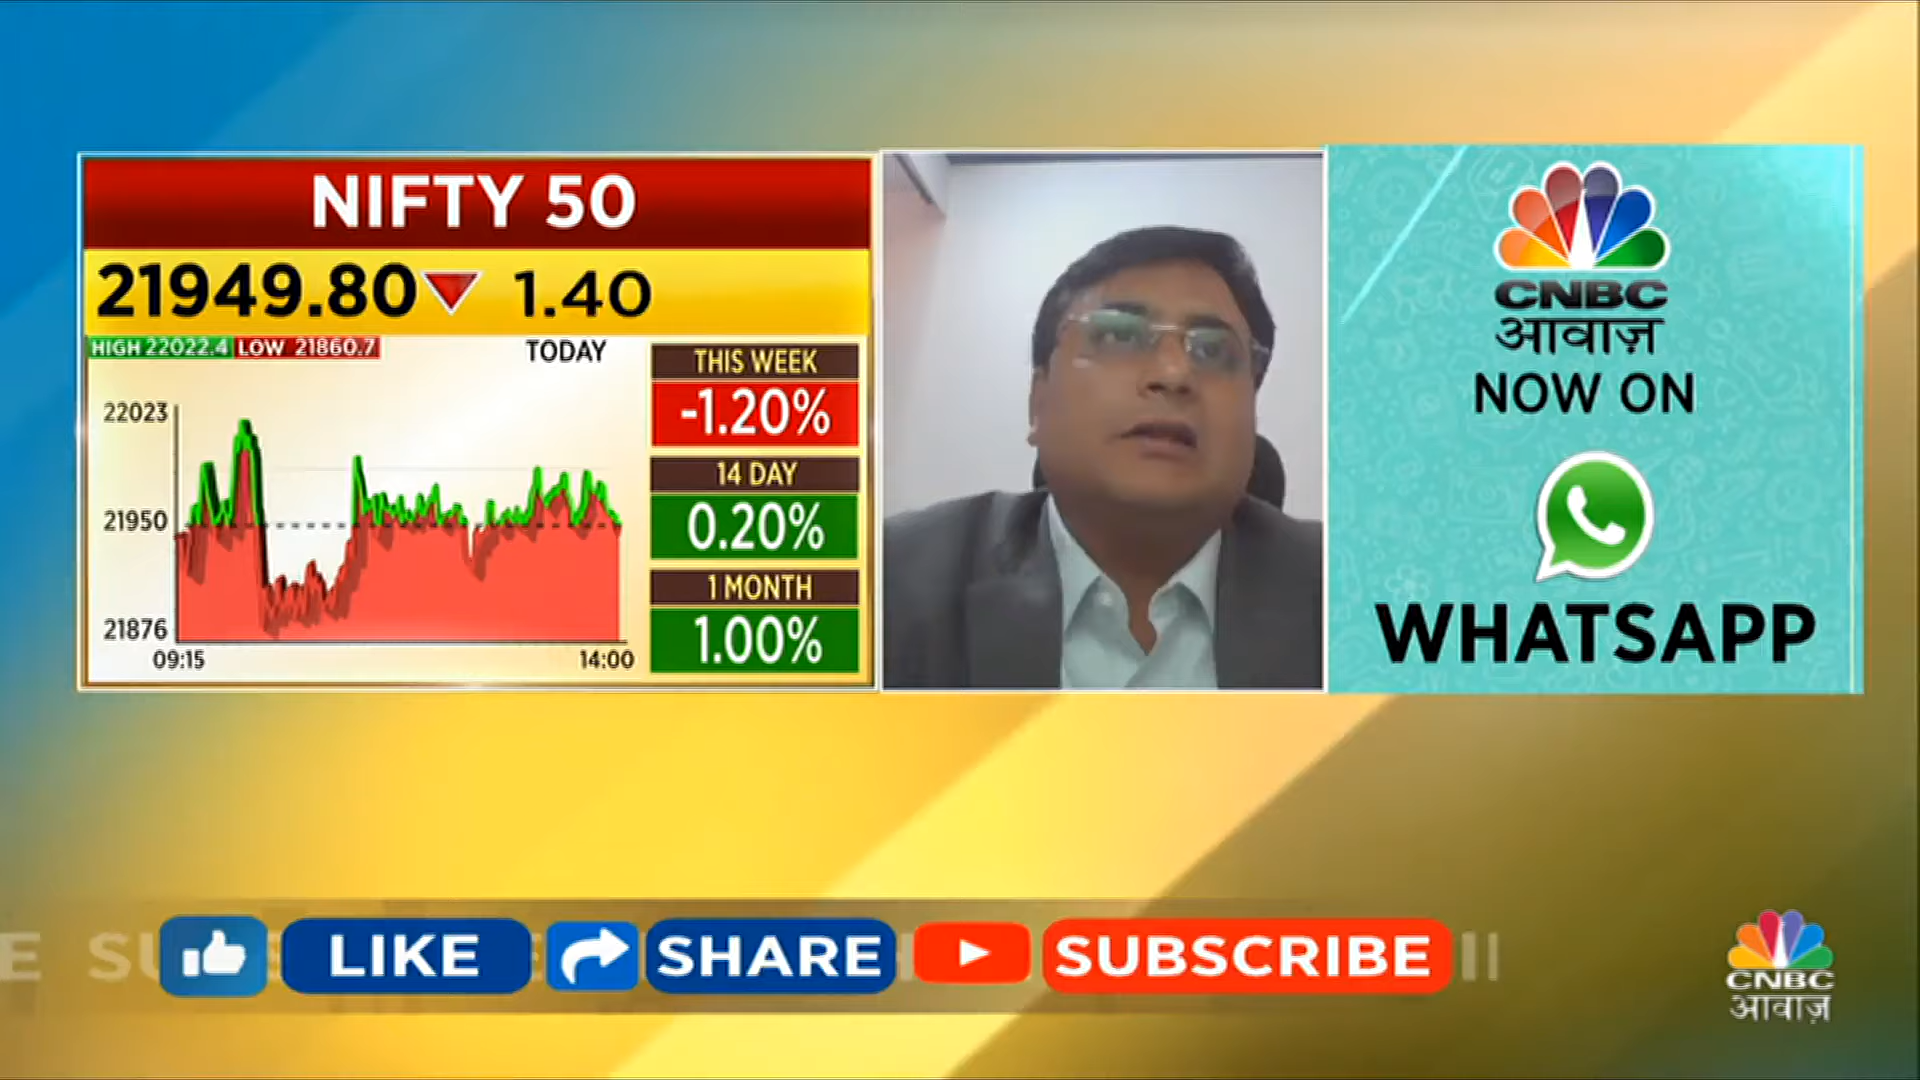 NIFTY 50
21949.80 1.40
HIGH 22022.4 LOW 21860.7
TODAY
22023
21950
21876
09:15
14:00
THIS WEEK
-1.20%
14 DAY
0.20%
1 MONTH
1.00%
CNBC
आवाज़
NOW ON
WHATSAPP
LIKE
SHARE
SUBSCRIBE
CNBC
आवाज़